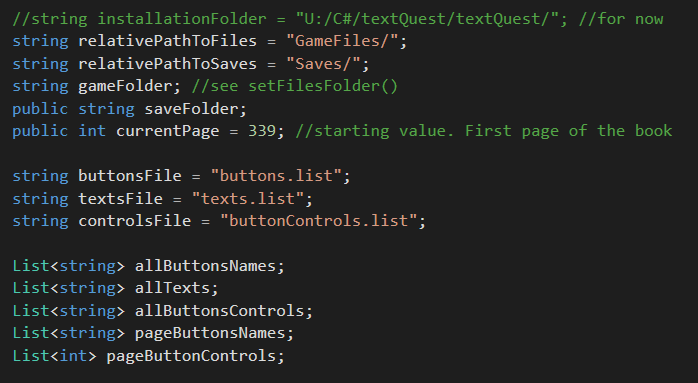 //string installationFolder = "U:/C#/textQuest/textQuest/"; //for now
string relativePathToFiles = "GameFiles/";
string relativePathToSaves = "Saves/";
string gameFolder; //see setFilesFolder()
public string saveFolder;
public int currentPage = 339; //starting value. First page of the book
string buttonsFile = "buttons.list";
string textsFile = "texts.list";
string controlsFile = "buttonControls.list";
List<string> allButtonsNames;
List<string> allTexts;
List<string> allButtonsControls;
List<string> pageButtonsNames;
List<int> pageButtonControls;